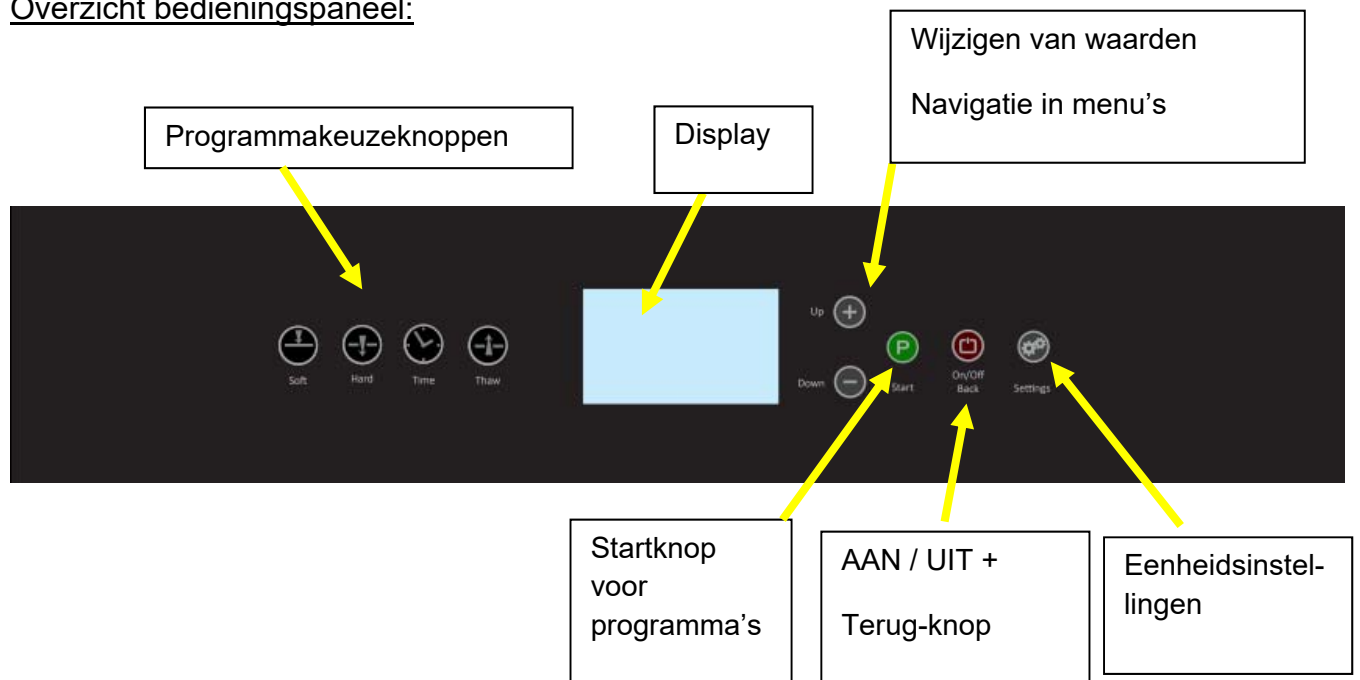 Overzicht bedieningspaneel:
Wijzigen van waarden
Navigatie in menu's
Programmakeuzeknoppen
Display
Up
Down
Soft
Hard
Time
Thaw
P
Start
On/Off
Back
Settings
Startknop
voor
programma's
AAN / UIT +
Terug-knop
Eenheidsinstel-
lingen